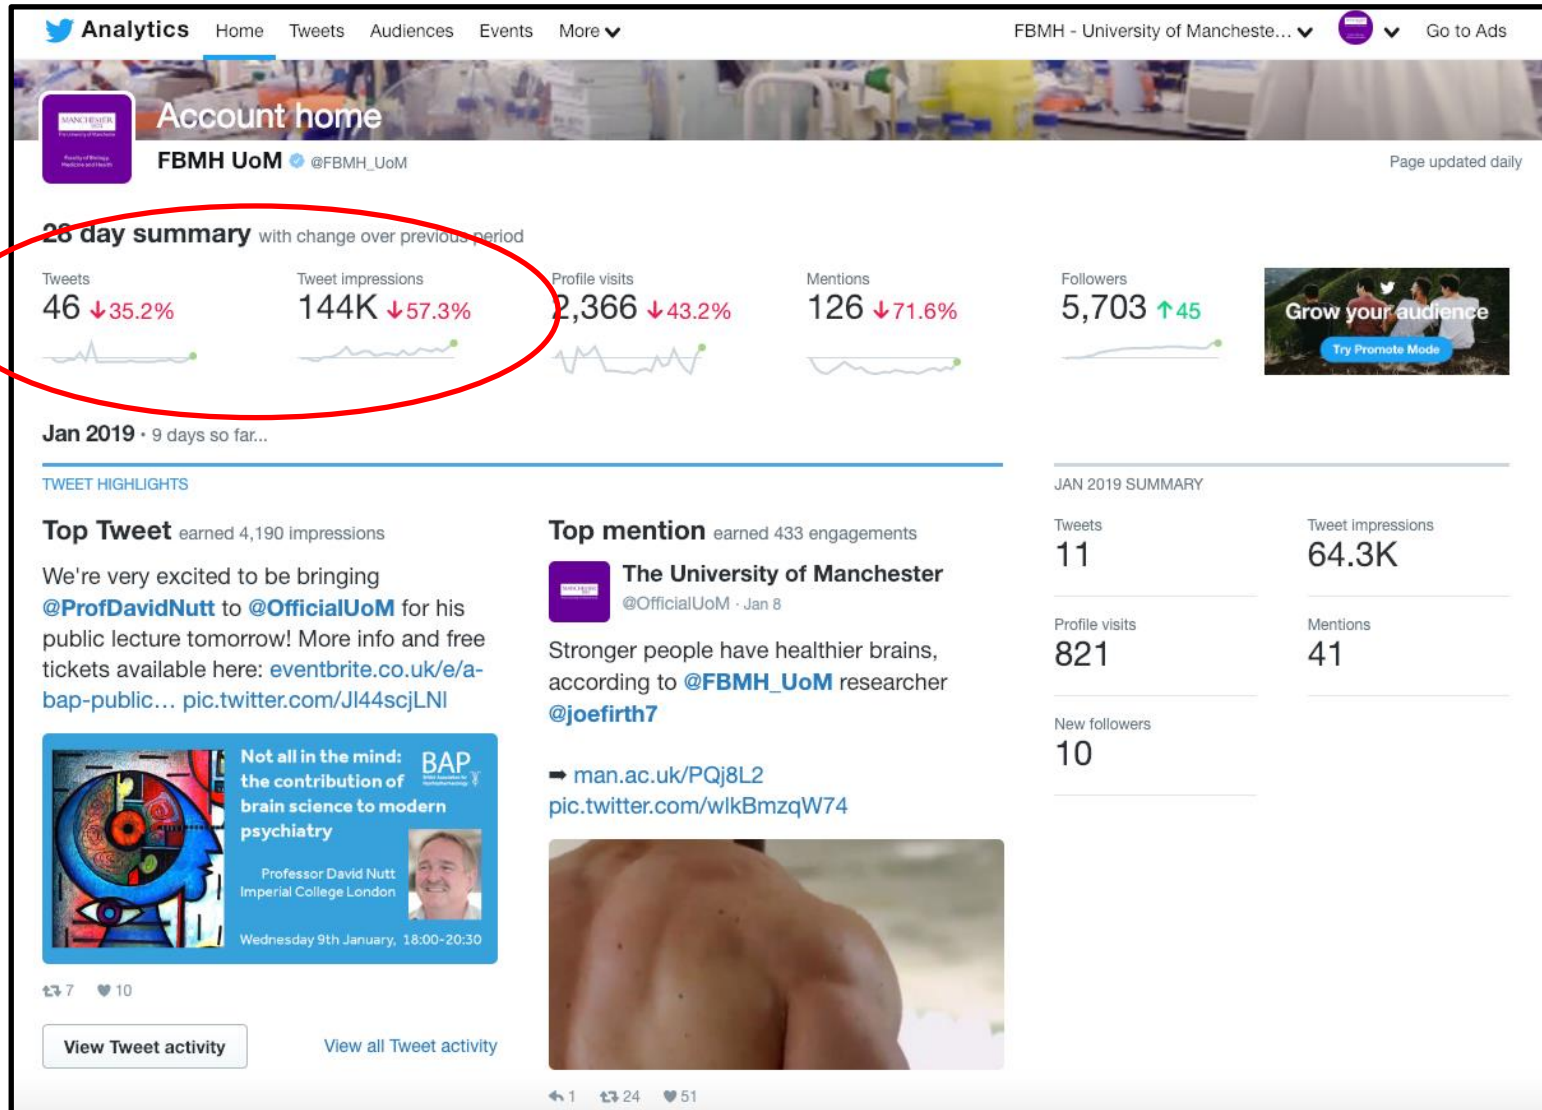 Analytics Home Tweets Audiences Events More
FBMH - University of Mancheste... Go to Ads
MANCHESTER
Account home
FBMH UoM @FBMH_UoM
Page updated daily
28 day summary with change over previous period
Tweets
46 ↓35.2%
Tweet impressions
144K ↓57.3%
Profile visits
2,366 ↓43.2%
Mentions
126 ↓71.6%
Followers
5,703 ↑45
Grow your audience
Try Promote Mode
Jan 2019 · 9 days so far...
TWEET HIGHLIGHTS
Top Tweet earned 4,190 impressions
We're very excited to be bringing
@ProfDavidNutt to @OfficialUoM for his
public lecture tomorrow! More info and free
tickets available here: eventbrite.co.uk/e/a-
bap-public… pic.twitter.com/Jl44scjLNl
Not all in the mind:
the contribution of
brain science to modern
psychiatry
BAP
Professor David Nutt
Imperial College London
Wednesday 9th January, 18:00-20:30
7 10
View Tweet activity
View all Tweet activity
Top mention earned 433 engagements
The University of Manchester
@OfficialUoM · Jan 8
Stronger people have healthier brains,
according to @FBMH_UoM researcher
@joefirth7
➡ man.ac.uk/PQj8L2
pic.twitter.com/wlkBmzqW74
1 24 51
JAN 2019 SUMMARY
Tweets
11
Tweet impressions
64.3K
Profile visits
821
Mentions
41
New followers
10